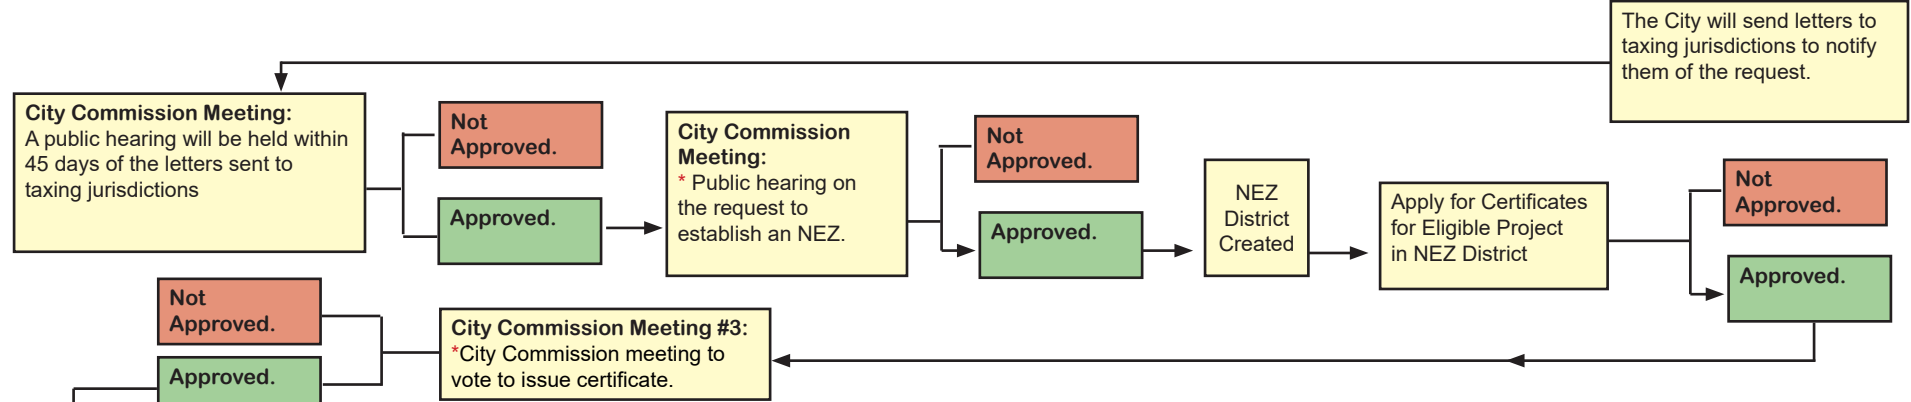 The City will send letters to
taxing jurisdictions to notify
them of the request.
City Commission Meeting:
A public hearing will be held within
45 days of the letters sent to
taxing jurisdictions
Not
Approved.
Approved.
City Commission
Meeting:
* Public hearing on
the request to
establish an NEZ.
Not
Approved.
Approved.
NEZ
District
Created
Apply for Certificates
for Eligible Project
in NEZ District
Not
Approved.
Approved.
City Commission Meeting #3:
*City Commission meeting to
vote to issue certificate.
Not
Approved.
Approved.